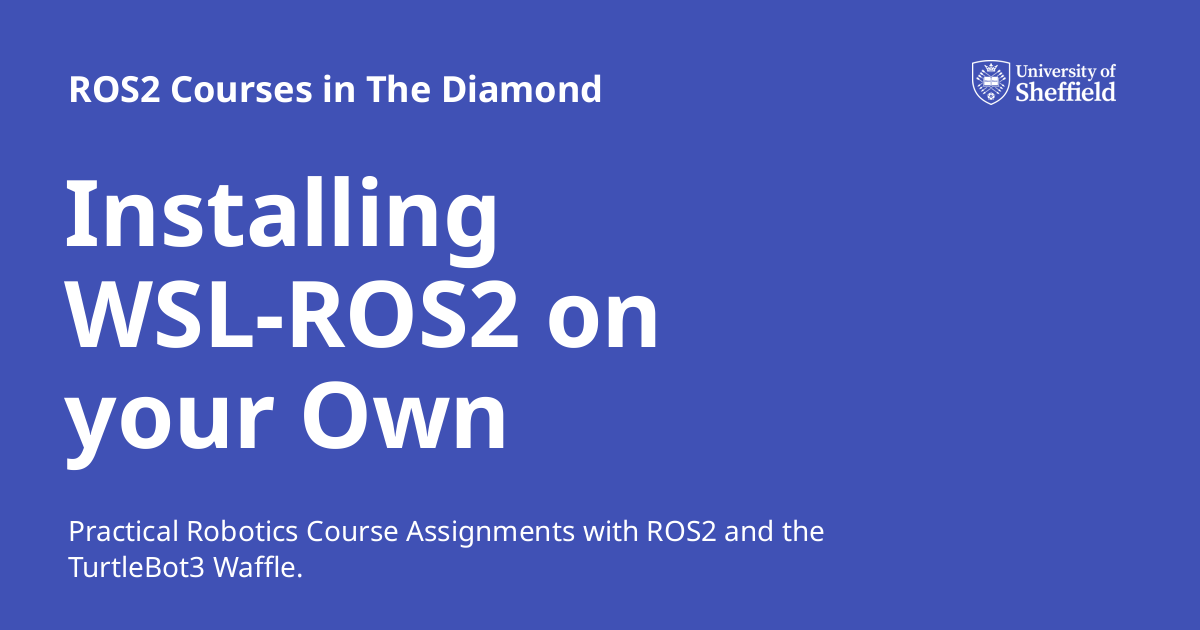 ROS2 Courses in The Diamond
University of
Sheffield
Installing
WSL-ROS2 on
your Own
Practical Robotics Course Assignments with ROS2 and the
TurtleBot3 Waffle.